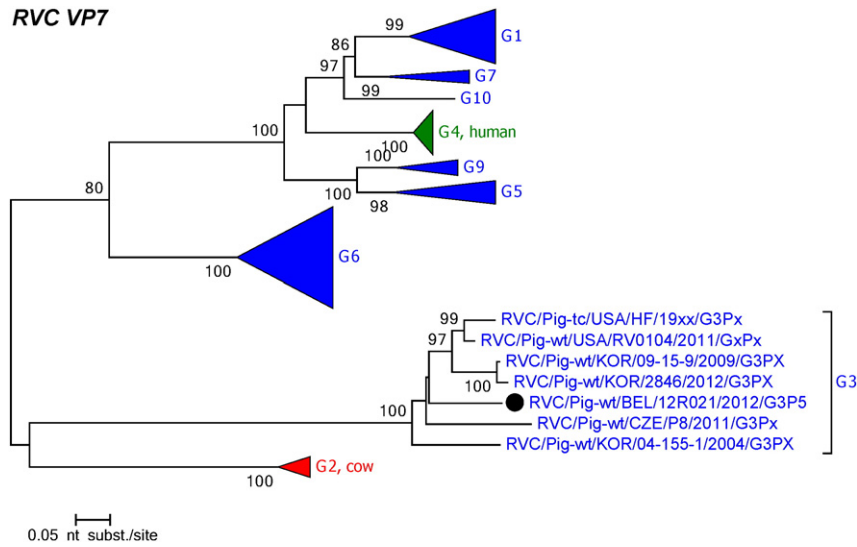 RVC VP7
99
G1
86
97
G7
99
G10
100
G4, human
100
100
G9
100
G5
98
80
G6
100
99
RVC/Pig-tc/USA/HF/19xx/G3Px
97
RVC/Pig-wt/USA/RV0104/2011/GxPx
RVC/Pig-wt/KOR/09-15-9/2009/G3PX
100
RVC/Pig-wt/KOR/2846/2012/G3PX
G3
RVC/Pig-wt/BEL/12R021/2012/G3P5
100
RVC/Pig-wt/CZE/P8/2011/G3Px
RVC/Pig-wt/KOR/04-155-1/2004/G3PX
G2, cow
100
0.05 nt subst./site